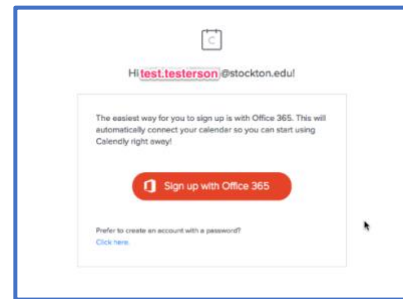 C
Hi test.testerson @stockton.edu!
The easiest way for you to sign up is with Office 365. This will
automatically connect your calendar so you can start using
Calendly right away!
Sign up with Office 365
Prefer to create an account with a password?
Click here.